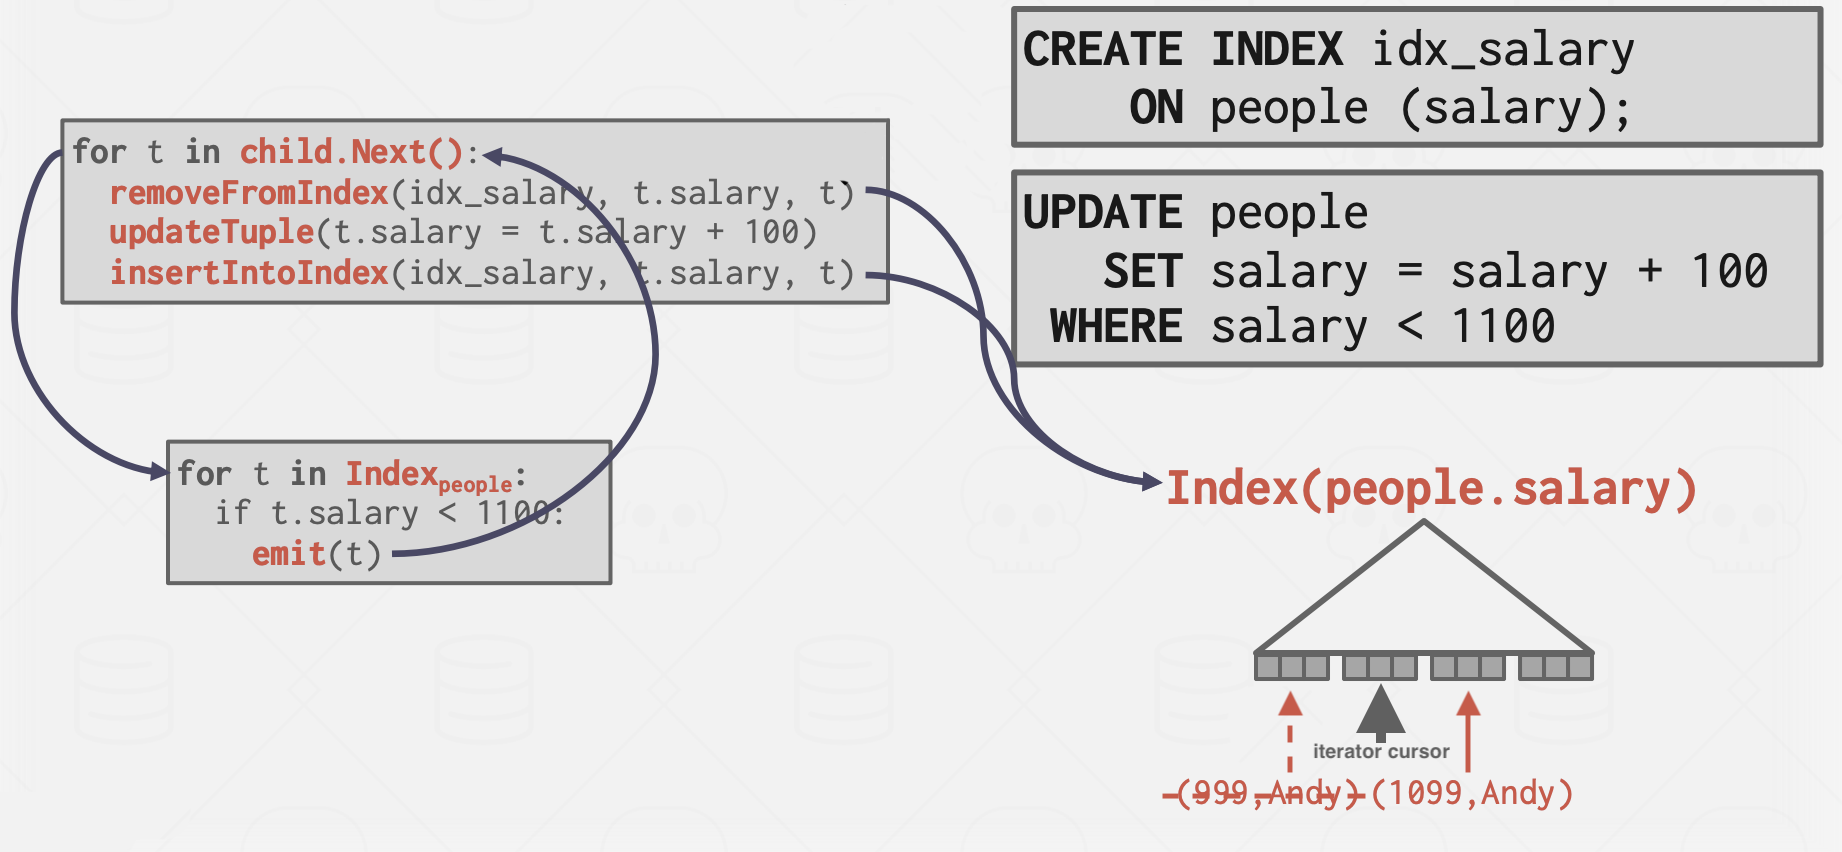 CREATE INDEX idx_salary
ON people (salary);
for t in child.Next():
removeFromIndex(idx_salary, t.salary, t)
updateTuple(t.salary = t.salary + 100)
insertIntoIndex(idx_salary, t.salary, t)
UPDATE people
SET salary = salary + 100
WHERE salary < 1100
for t in Indexpeople:
if t.salary < 1100:
emit(t)
Index(people.salary)
iterator cursor
(999,Andy) (1099,Andy)